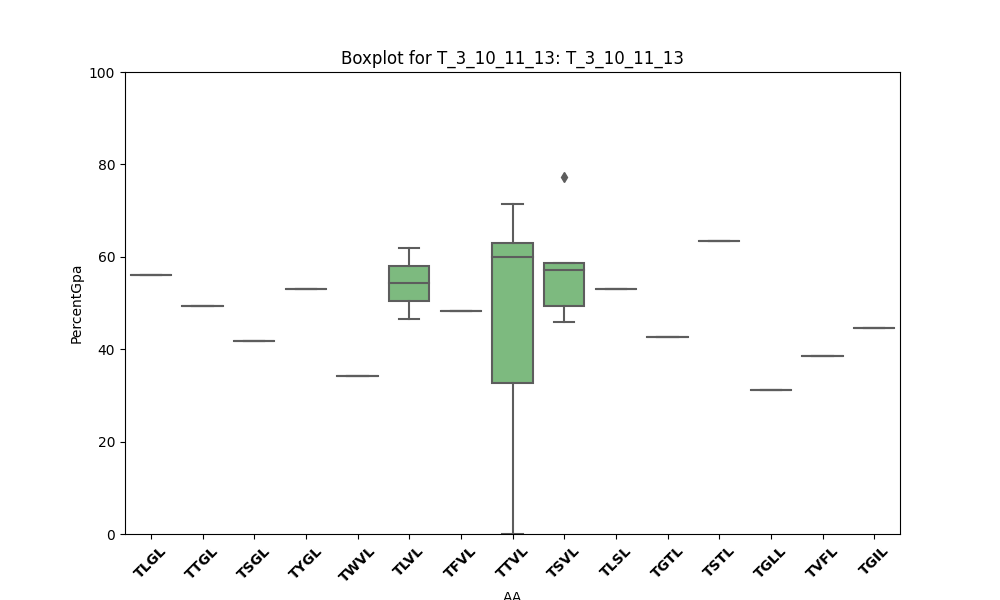 Boxplot for T_3_10_11_13: T_3_10_11_13
100
80
60
40
20
0
PercentGpa
TLGL TTGL TSGL TYGL TWVL TLVL TFVL TTVL TSVL TLSL TGTL TSTL TGLL TVFL TGIL
AA